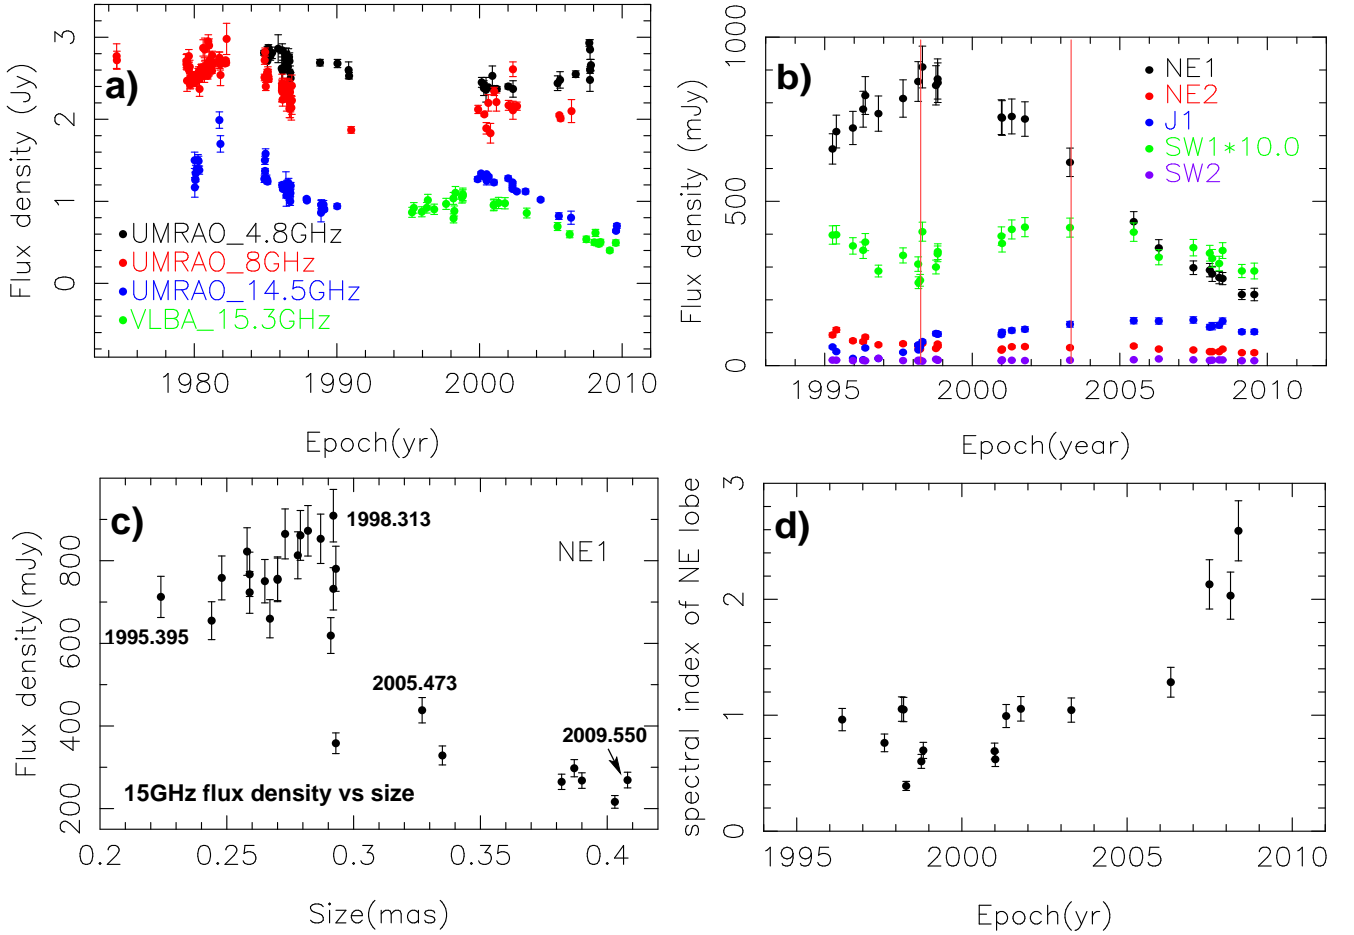 a)
3
2
1
0
Flux density (Jy)
UMRAO_4.8GHz
UMRAO_8GHz
UMRAO_14.5GHz
VLBA_15.3GHz
1980 1990 2000 2010
Epoch(yr)
b)
1000
500
0
Flux density (mJy)
NE1
NE2
J1
SW1*10.0
SW2
1995 2000 2005 2010
Epoch(year)
c)
800
600
400
200
Flux density(mJy)
1998.313
NE1
1995.395
2005.473
2009.550
15GHz flux density vs size
0.2 0.25 0.3 0.35 0.4
Size(mas)
d)
3
2
1
0
spectral index of NE lobe
1995 2000 2005 2010
Epoch(yr)